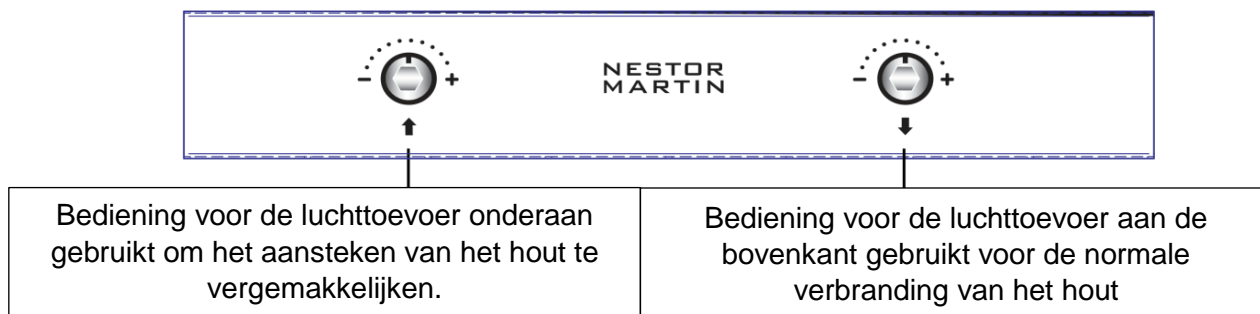 - + NESTOR - +
MARTIN
Bediening voor de luchttoevoer onderaan
gebruikt om het aansteken van het hout te
vergemakkelijken.
Bediening voor de luchttoevoer aan de
bovenkant gebruikt voor de normale
verbranding van het hout